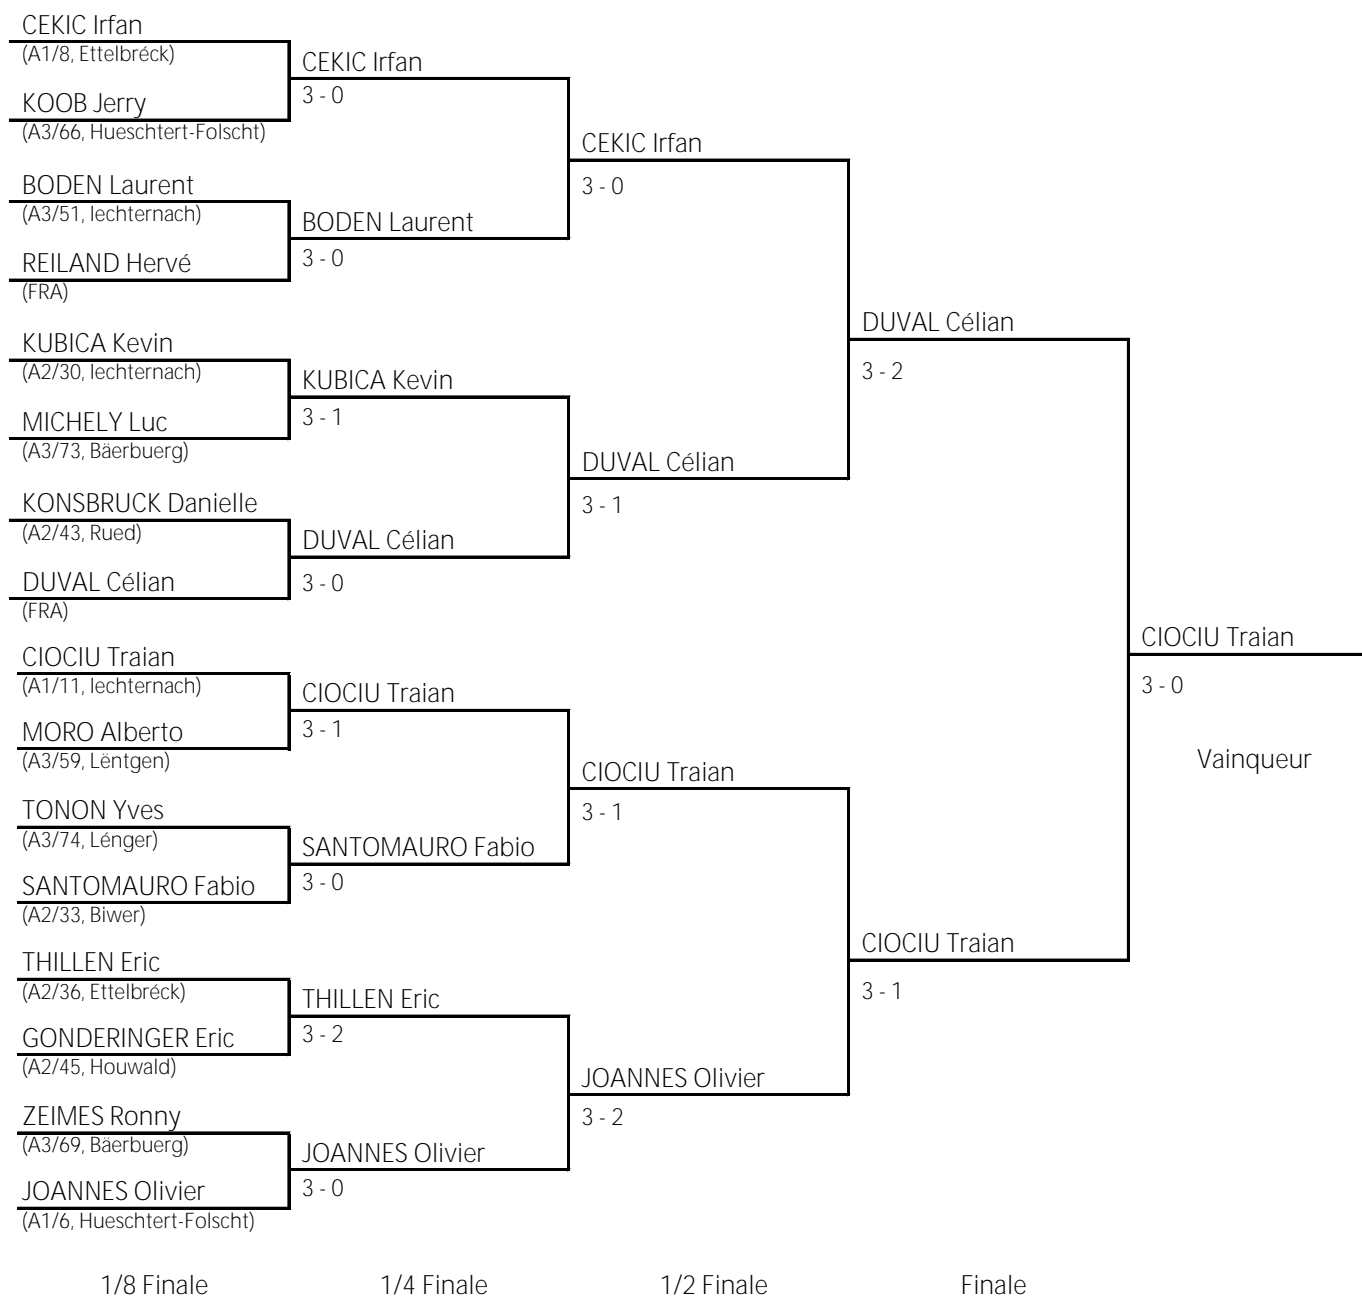 CEKIC Irfan
(A1/8, Ettelbréck)
KOOB Jerry
(A3/66, Hueschtert-Folscht)
BODEN Laurent
(A3/51, Iechternach)
REILAND Hervé
(FRA)
KUBICA Kevin
(A2/30, Iechternach)
MICHELY Luc
(A3/73, Bäerbuerg)
KONSBRUCK Danielle
(A2/43, Rued)
DUVAL Célian
(FRA)
CIOCIU Traian
(A1/11, Iechternach)
MORO Alberto
(A3/59, Lëntgen)
TONON Yves
(A3/74, Lénger)
SANTOMAURO Fabio
(A2/33, Biwer)
THILLEN Eric
(A2/36, Ettelbréck)
GONDERINGER Eric
(A2/45, Houwald)
ZEIMES Ronny
(A3/69, Bäerbuerg)
JOANNES Olivier
(A1/6, Hueschtert-Folscht)
1/8 Finale
CEKIC Irfan
3 - 0
BODEN Laurent
3 - 0
KUBICA Kevin
3 - 1
DUVAL Célian
3 - 0
CIOCIU Traian
3 - 1
SANTOMAURO Fabio
3 - 0
THILLEN Eric
3 - 2
JOANNES Olivier
3 - 0
1/4 Finale
CEKIC Irfan
3 - 0
DUVAL Célian
3 - 1
CIOCIU Traian
3 - 1
JOANNES Olivier
3 - 2
1/2 Finale
DUVAL Célian
3 - 2
CIOCIU Traian
3 - 1
Finale
CIOCIU Traian
3 - 0
Vainqueur